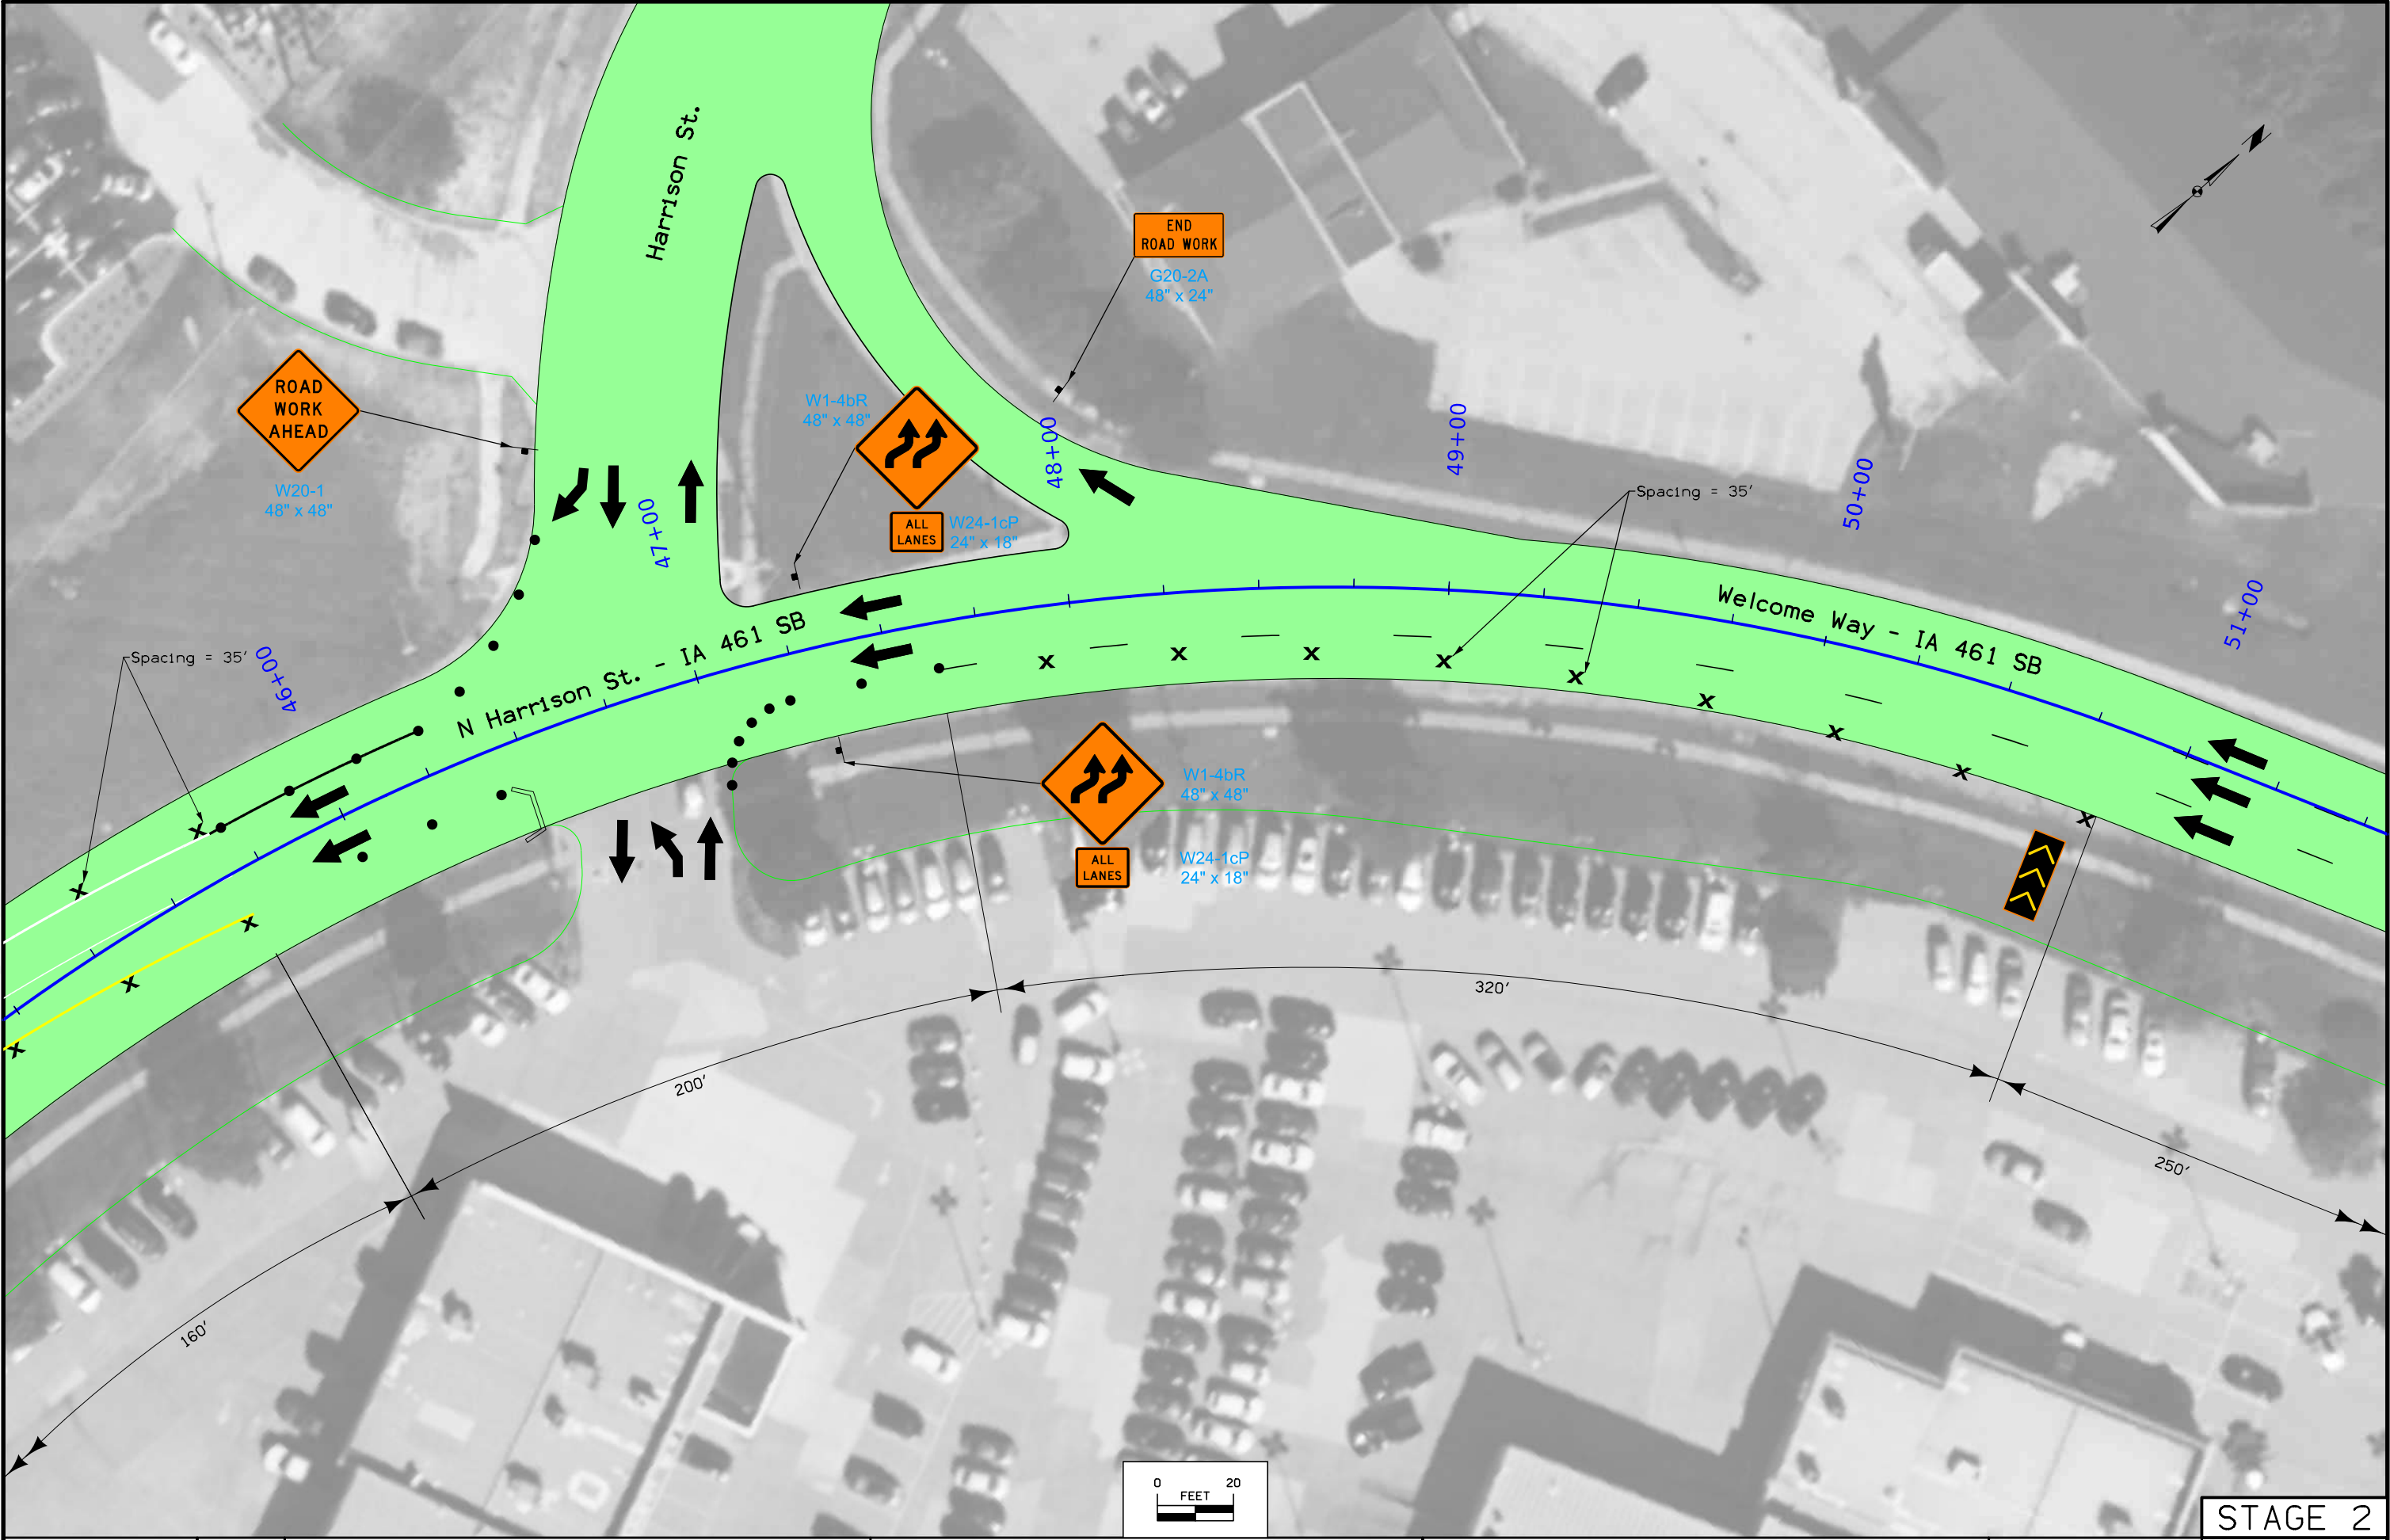 Harrison St.
END
ROAD WORK
G20-2A
48" x 24"
ROAD
WORK
AHEAD
W20-1
48" x 48"
W1-4bR
48" x 48"
ALL
LANES
W24-1cP
24" x 18"
46+00
47+00
48+00
49+00
50+00
51+00
Spacing = 35'
Spacing = 35'
N Harrison St. - IA 461 SB
Welcome Way - IA 461 SB
W1-4bR
48" x 48"
ALL
LANES
W24-1cP
24" x 18"
160'
200'
320'
250'
0 20
FEET
STAGE 2